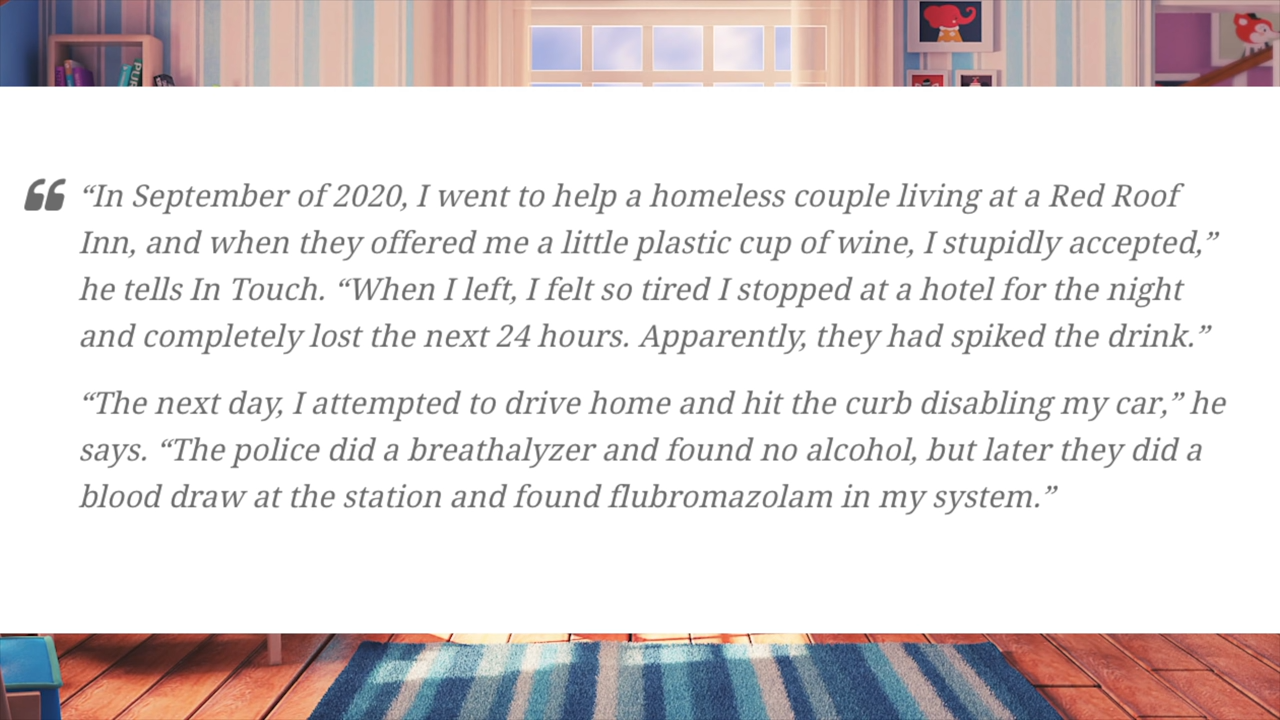 “In September of 2020, I went to help a homeless couple living at a Red Roof
Inn, and when they offered me a little plastic cup of wine, I stupidly accepted,”
he tells In Touch. “When I left, I felt so tired I stopped at a hotel for the night
and completely lost the next 24 hours. Apparently, they had spiked the drink.”
“The next day, I attempted to drive home and hit the curb disabling my car,” he
says. “The police did a breathalyzer and found no alcohol, but later they did a
blood draw at the station and found flubromazolam in my system.”